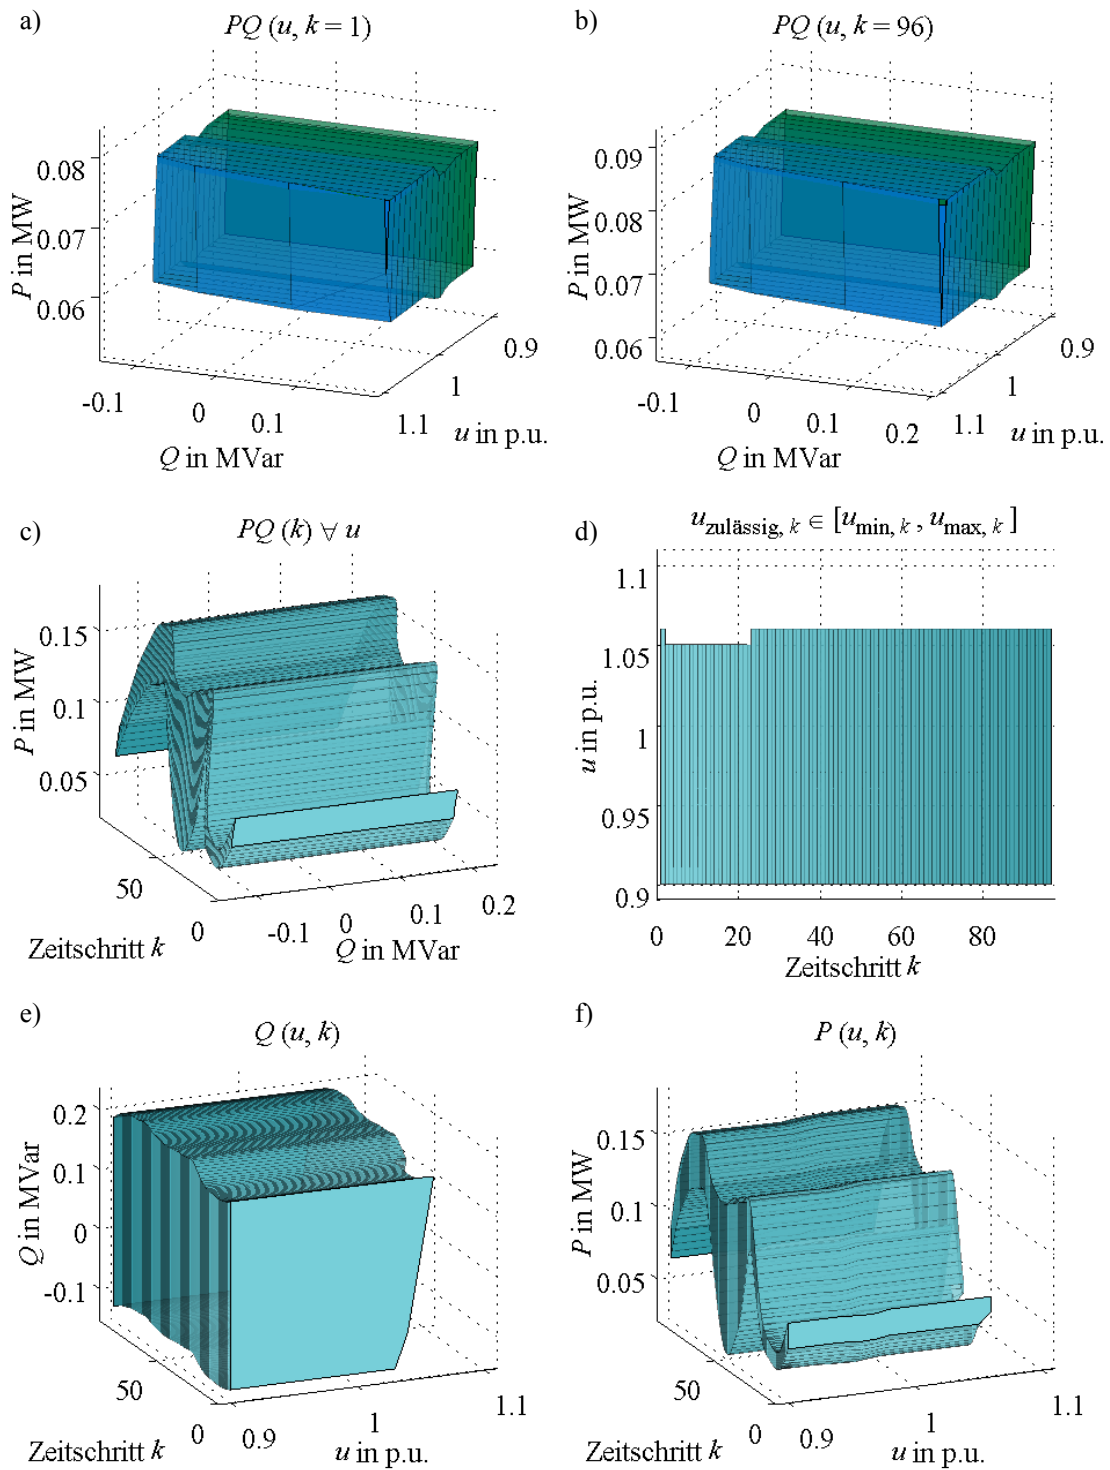 a)
PQ (u, k = 1)
P in MW
0.08
0.07
0.06
-0.1
0
0.1
Q in MVar
0.9
1
1.1
u in p.u.
b)
PQ (u, k = 96)
P in MW
0.09
0.08
0.07
0.06
-0.1
0
0.1
0.2
Q in MVar
0.9
1
1.1
u in p.u.
c)
PQ (k) ∀ u
P in MW
0.15
0.1
0.05
50
0
Zeitschritt k
-0.1
0
0.1
0.2
Q in MVar
d)
u zulässig, k ∈ [u min, k , u max, k ]
u in p.u.
1.1
1.05
1
0.95
0.9
0
20
40
60
80
Zeitschritt k
e)
Q (u, k)
Q in MVar
0.2
0.1
0
-0.1
50
0
Zeitschritt k
0.9
1
1.1
u in p.u.
f)
P (u, k)
P in MW
0.15
0.1
0.05
50
0
Zeitschritt k
0.9
1
1.1
u in p.u.